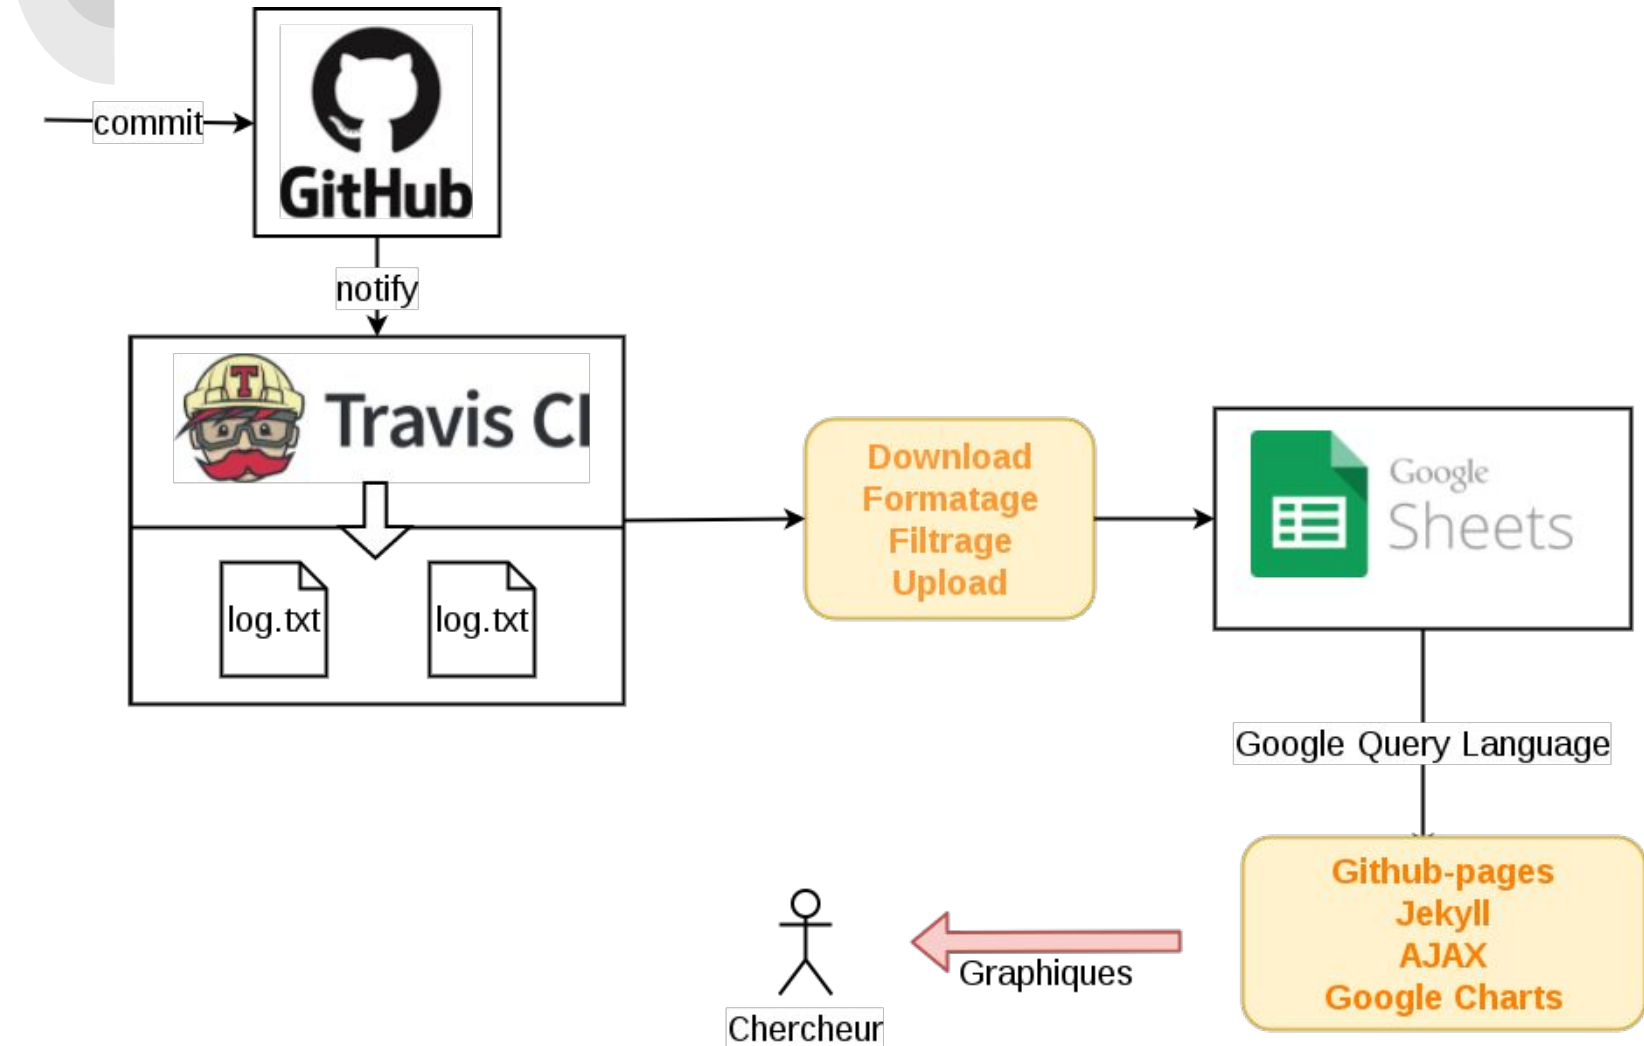 commit
GitHub
notify
T
Travis CI
log.txt
log.txt
Download
Formatage
Filtrage
Upload
Google
Sheets
Google Query Language
Github-pages
Jekyll
AJAX
Google Charts
Graphiques
Chercheur